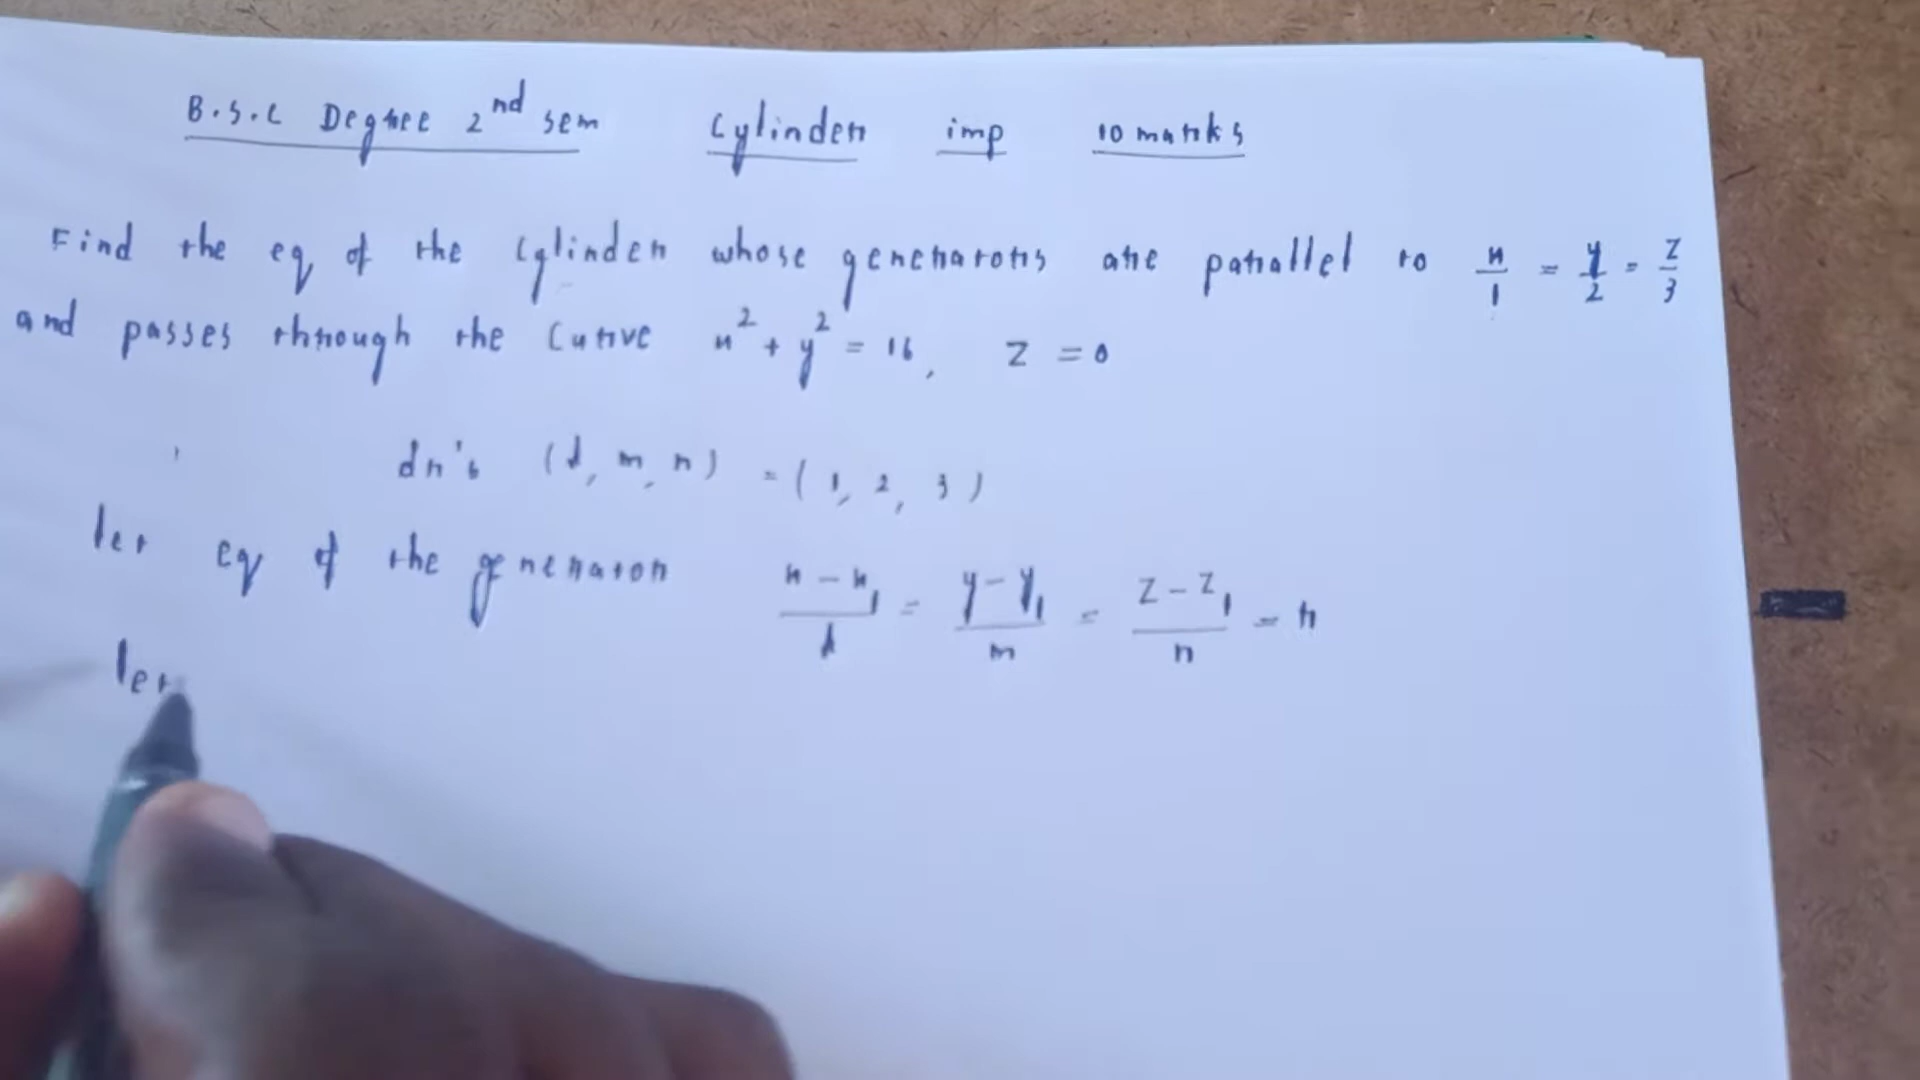 B.S.C Degree 2nd sem Cylinder imp 10 marks
Find the eq of the Cylinder whose generators are parallel to x/1 = y/2 = z/3
and passes through the Curve x² + y² = 16, z = 0
dr's (l, m, n) = (1, 2, 3)
let eq of the generator (x - x₁)/l = (y - y₁)/m = (z - z₁)/n = r
let